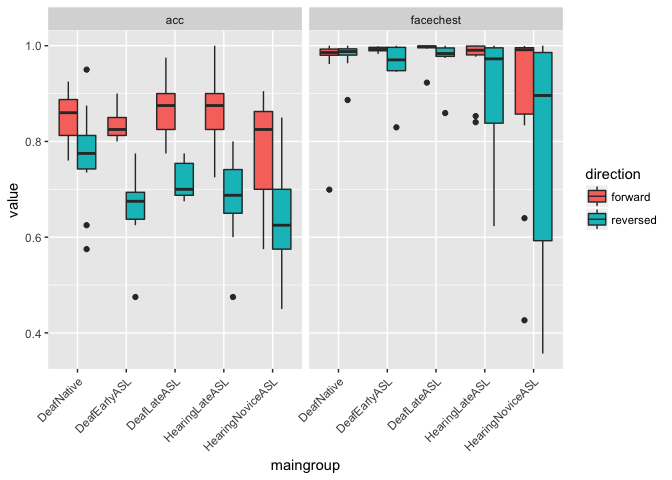 acc facechest
1.0
0.8
0.6
0.4
value
DeafNative DeafEarlyASL DeafLateASL HearingLateASL HearingNoviceASL DeafNative DeafEarlyASL DeafLateASL HearingLateASL HearingNoviceASL
maingroup
direction
forward
reversed